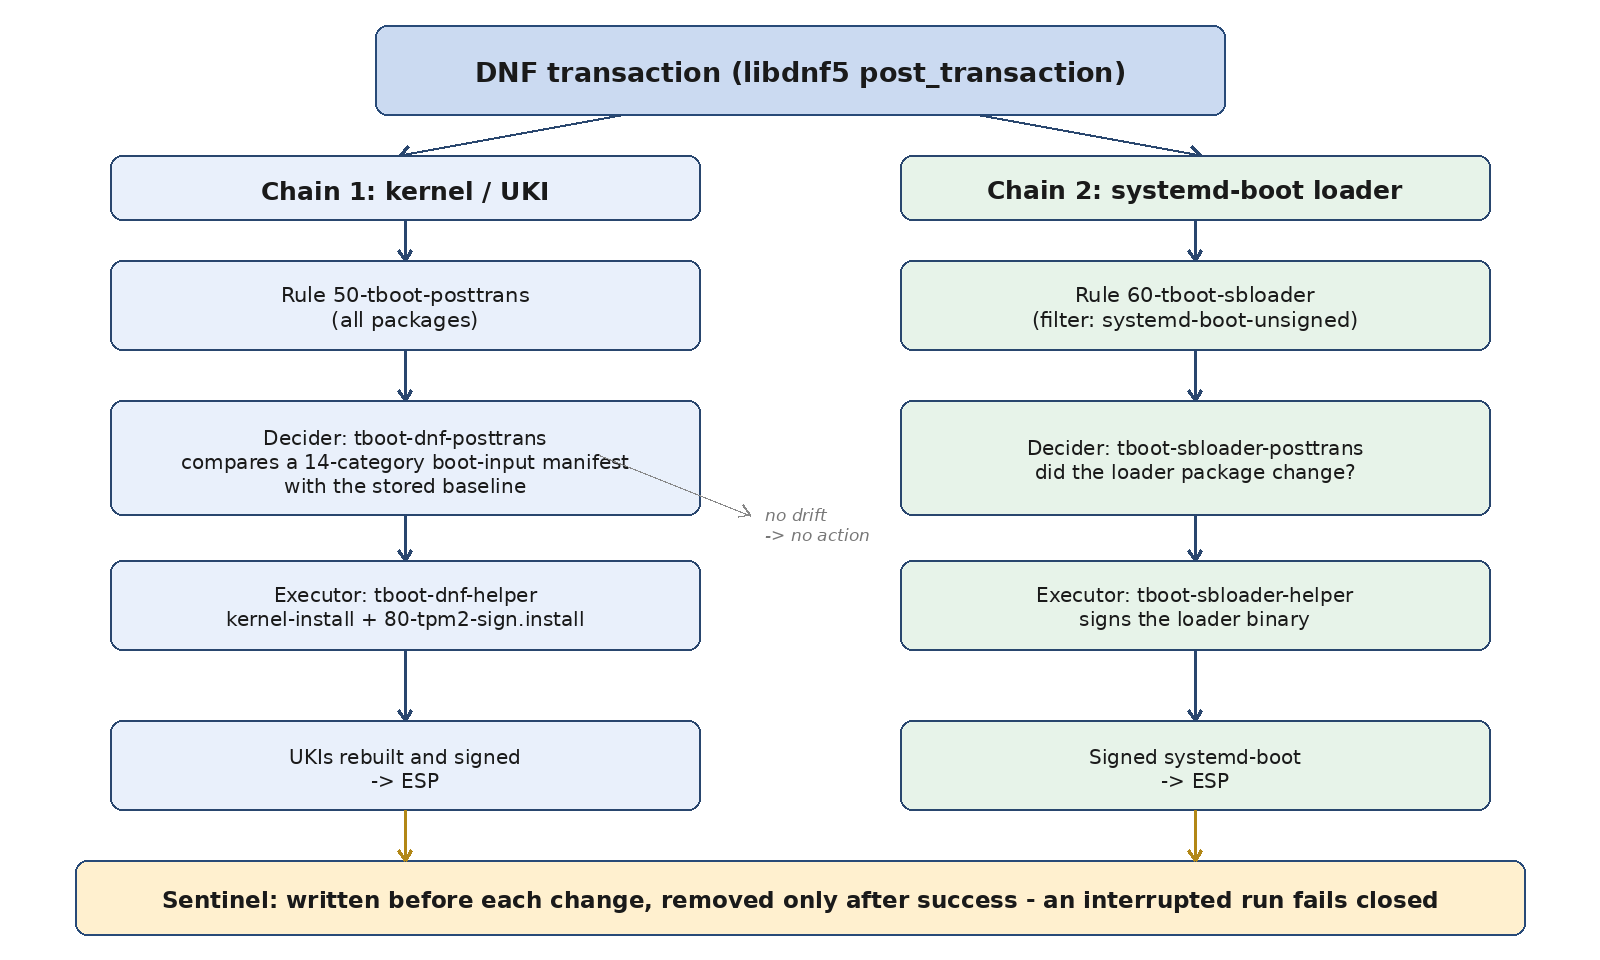 DNF transaction (libdnf5 post_transaction)
Chain 1: kernel / UKI
Chain 2: systemd-boot loader
Rule 50-tboot-posttrans
(all packages)
Rule 60-tboot-sbloader
(filter: systemd-boot-unsigned)
Decider: tboot-dnf-posttrans
compares a 14-category boot-input manifest
with the stored baseline
Decider: tboot-sbloader-posttrans
did the loader package change?
no drift
-> no action
Executor: tboot-dnf-helper
kernel-install + 80-tpm2-sign.install
Executor: tboot-sbloader-helper
signs the loader binary
UKIs rebuilt and signed
-> ESP
Signed systemd-boot
-> ESP
Sentinel: written before each change, removed only after success - an interrupted run fails closed